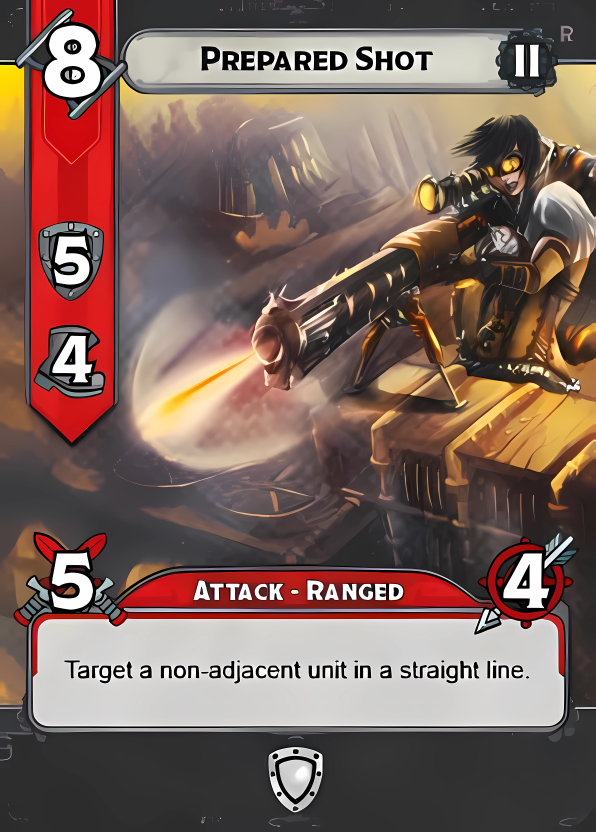 8
PREPARED SHOT
II
R
5
4
5
ATTACK - RANGED
4
Target a non-adjacent unit in a straight line.